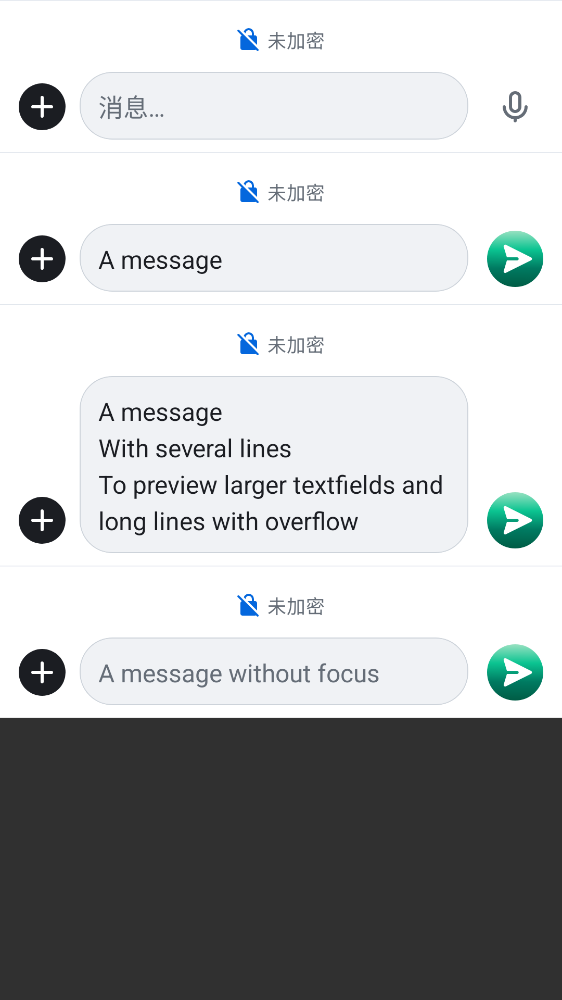 未加密
消息…
未加密
A message
未加密
A message
With several lines
To preview larger textfields and
long lines with overflow
未加密
A message without focus